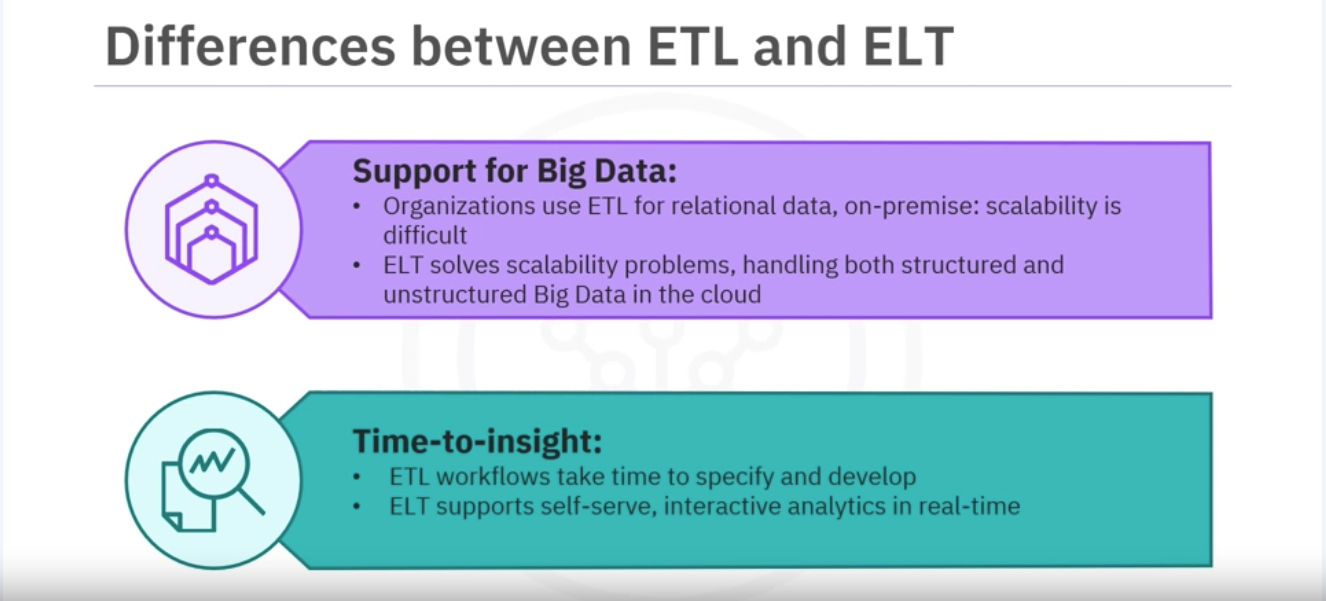 Differences between ETL and ELT
Support for Big Data:
• Organizations use ETL for relational data, on-premise: scalability is
difficult
• ELT solves scalability problems, handling both structured and
unstructured Big Data in the cloud
Time-to-insight:
• ETL workflows take time to specify and develop
• ELT supports self-serve, interactive analytics in real-time